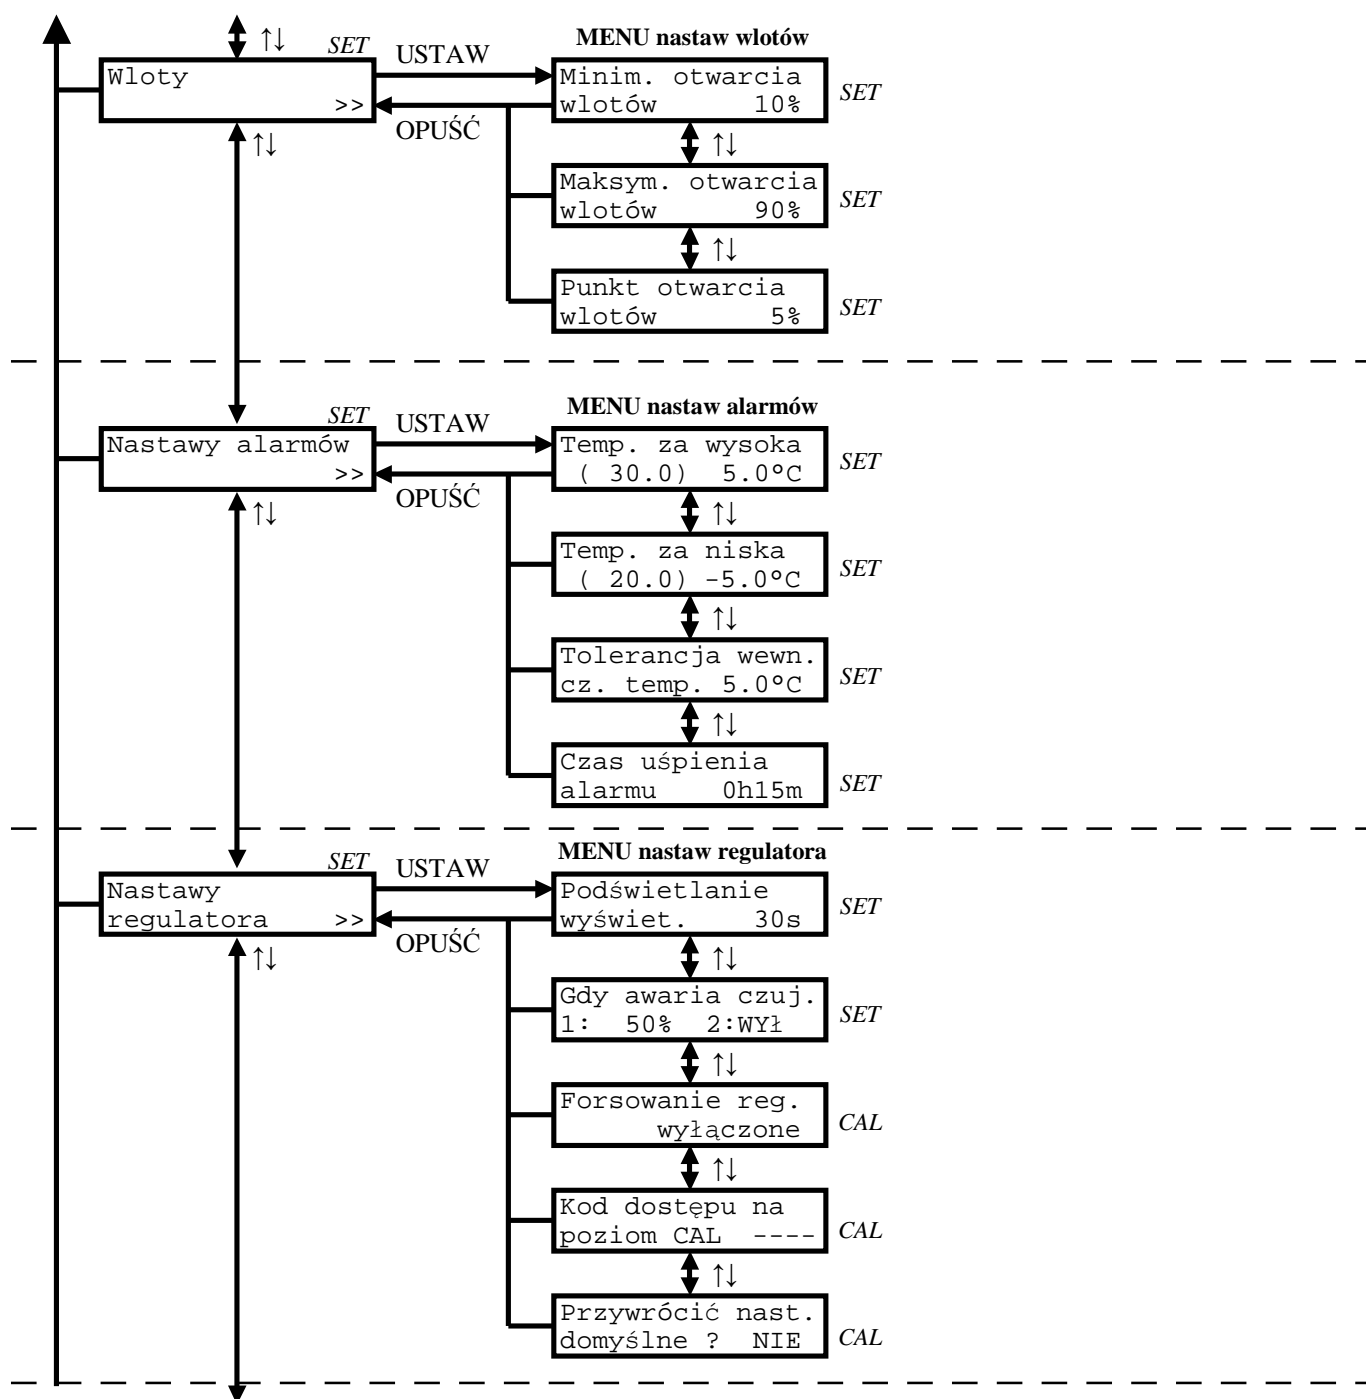 ↑↓
SET
USTAW
MENU nastaw wlotów
Wloty
>>
OPUŚĆ
↑↓
Minim. otwarcia
wlotów 10%
SET
↑↓
Maksym. otwarcia
wlotów 90%
SET
↑↓
Punkt otwarcia
wlotów 5%
SET
MENU nastaw alarmów
SET
USTAW
Nastawy alarmów
>>
OPUŚĆ
↑↓
Temp. za wysoka
( 30.0) 5.0°C
SET
↑↓
Temp. za niska
( 20.0) -5.0°C
SET
↑↓
Tolerancja wewn.
cz. temp. 5.0°C
SET
↑↓
Czas uśpienia
alarmu 0h15m
SET
MENU nastaw regulatora
SET
USTAW
Nastawy
regulatora >>
OPUŚĆ
↑↓
Podświetlanie
wyświet. 30s
SET
↑↓
Gdy awaria czuj.
1: 50% 2:WYł
SET
↑↓
Forsowanie reg.
wyłączone
CAL
↑↓
Kod dostępu na
poziom CAL ----
CAL
↑↓
Przywrócić nast.
domyślne ? NIE
CAL